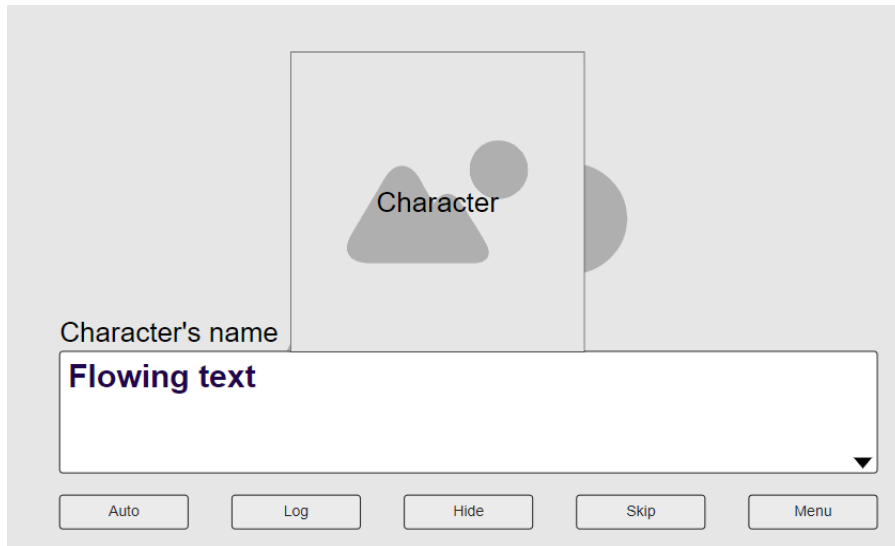 Character
Character's name
Flowing text
Auto
Log
Hide
Skip
Menu